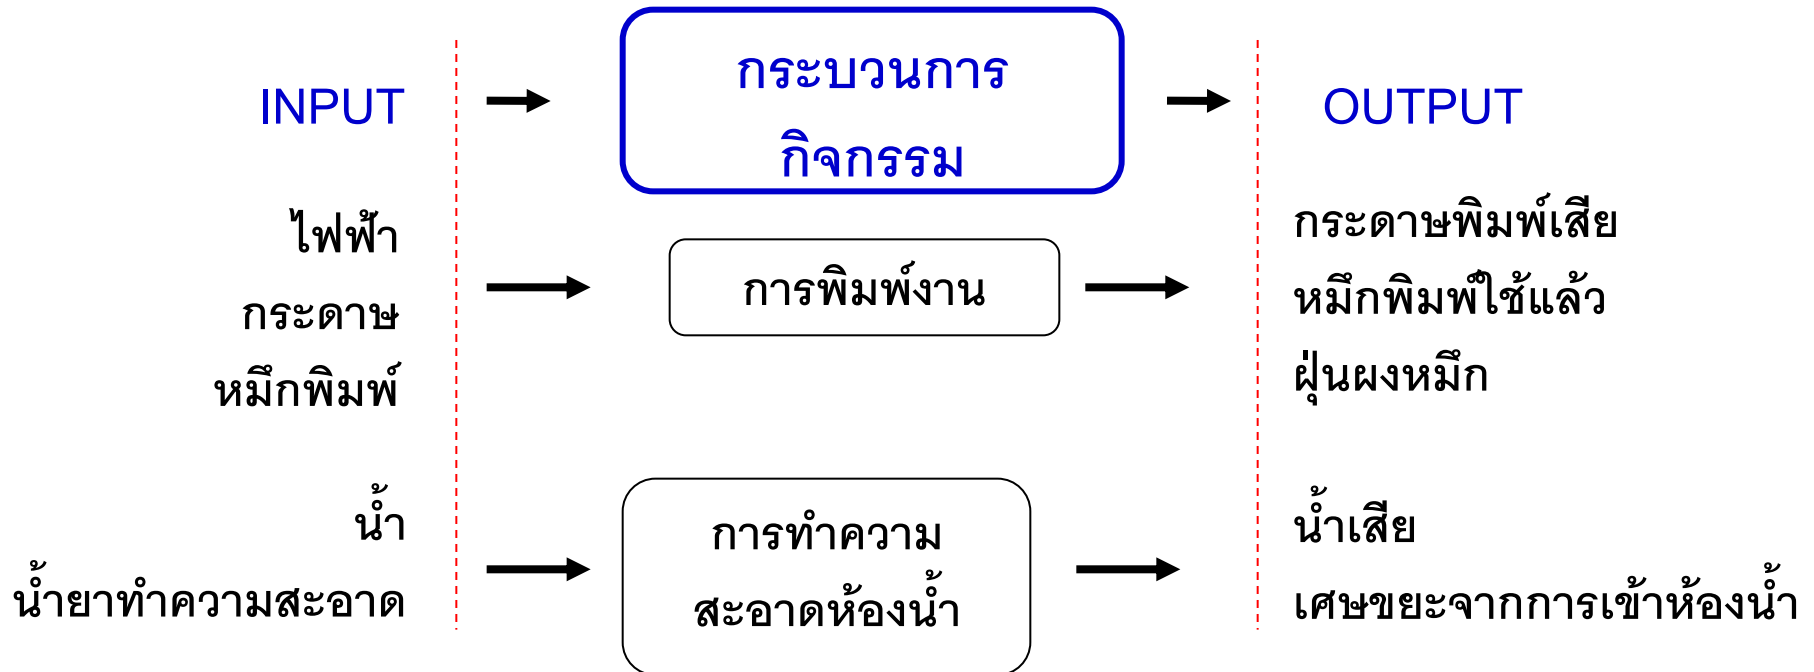 INPUT
กระบวนการ
กิจกรรม
OUTPUT
ไฟฟ้า
กระดาษ
หมึกพิมพ์
การพิมพ์งาน
กระดาษพิมพ์เสีย
หมึกพิมพ์ใช้แล้ว
ฝุ่นผงหมึก
น้ำ
น้ำยาทำความสะอาด
การทำความ
สะอาดห้องน้ำ
น้ำเสีย
เศษขยะจากการเข้าห้องน้ำ